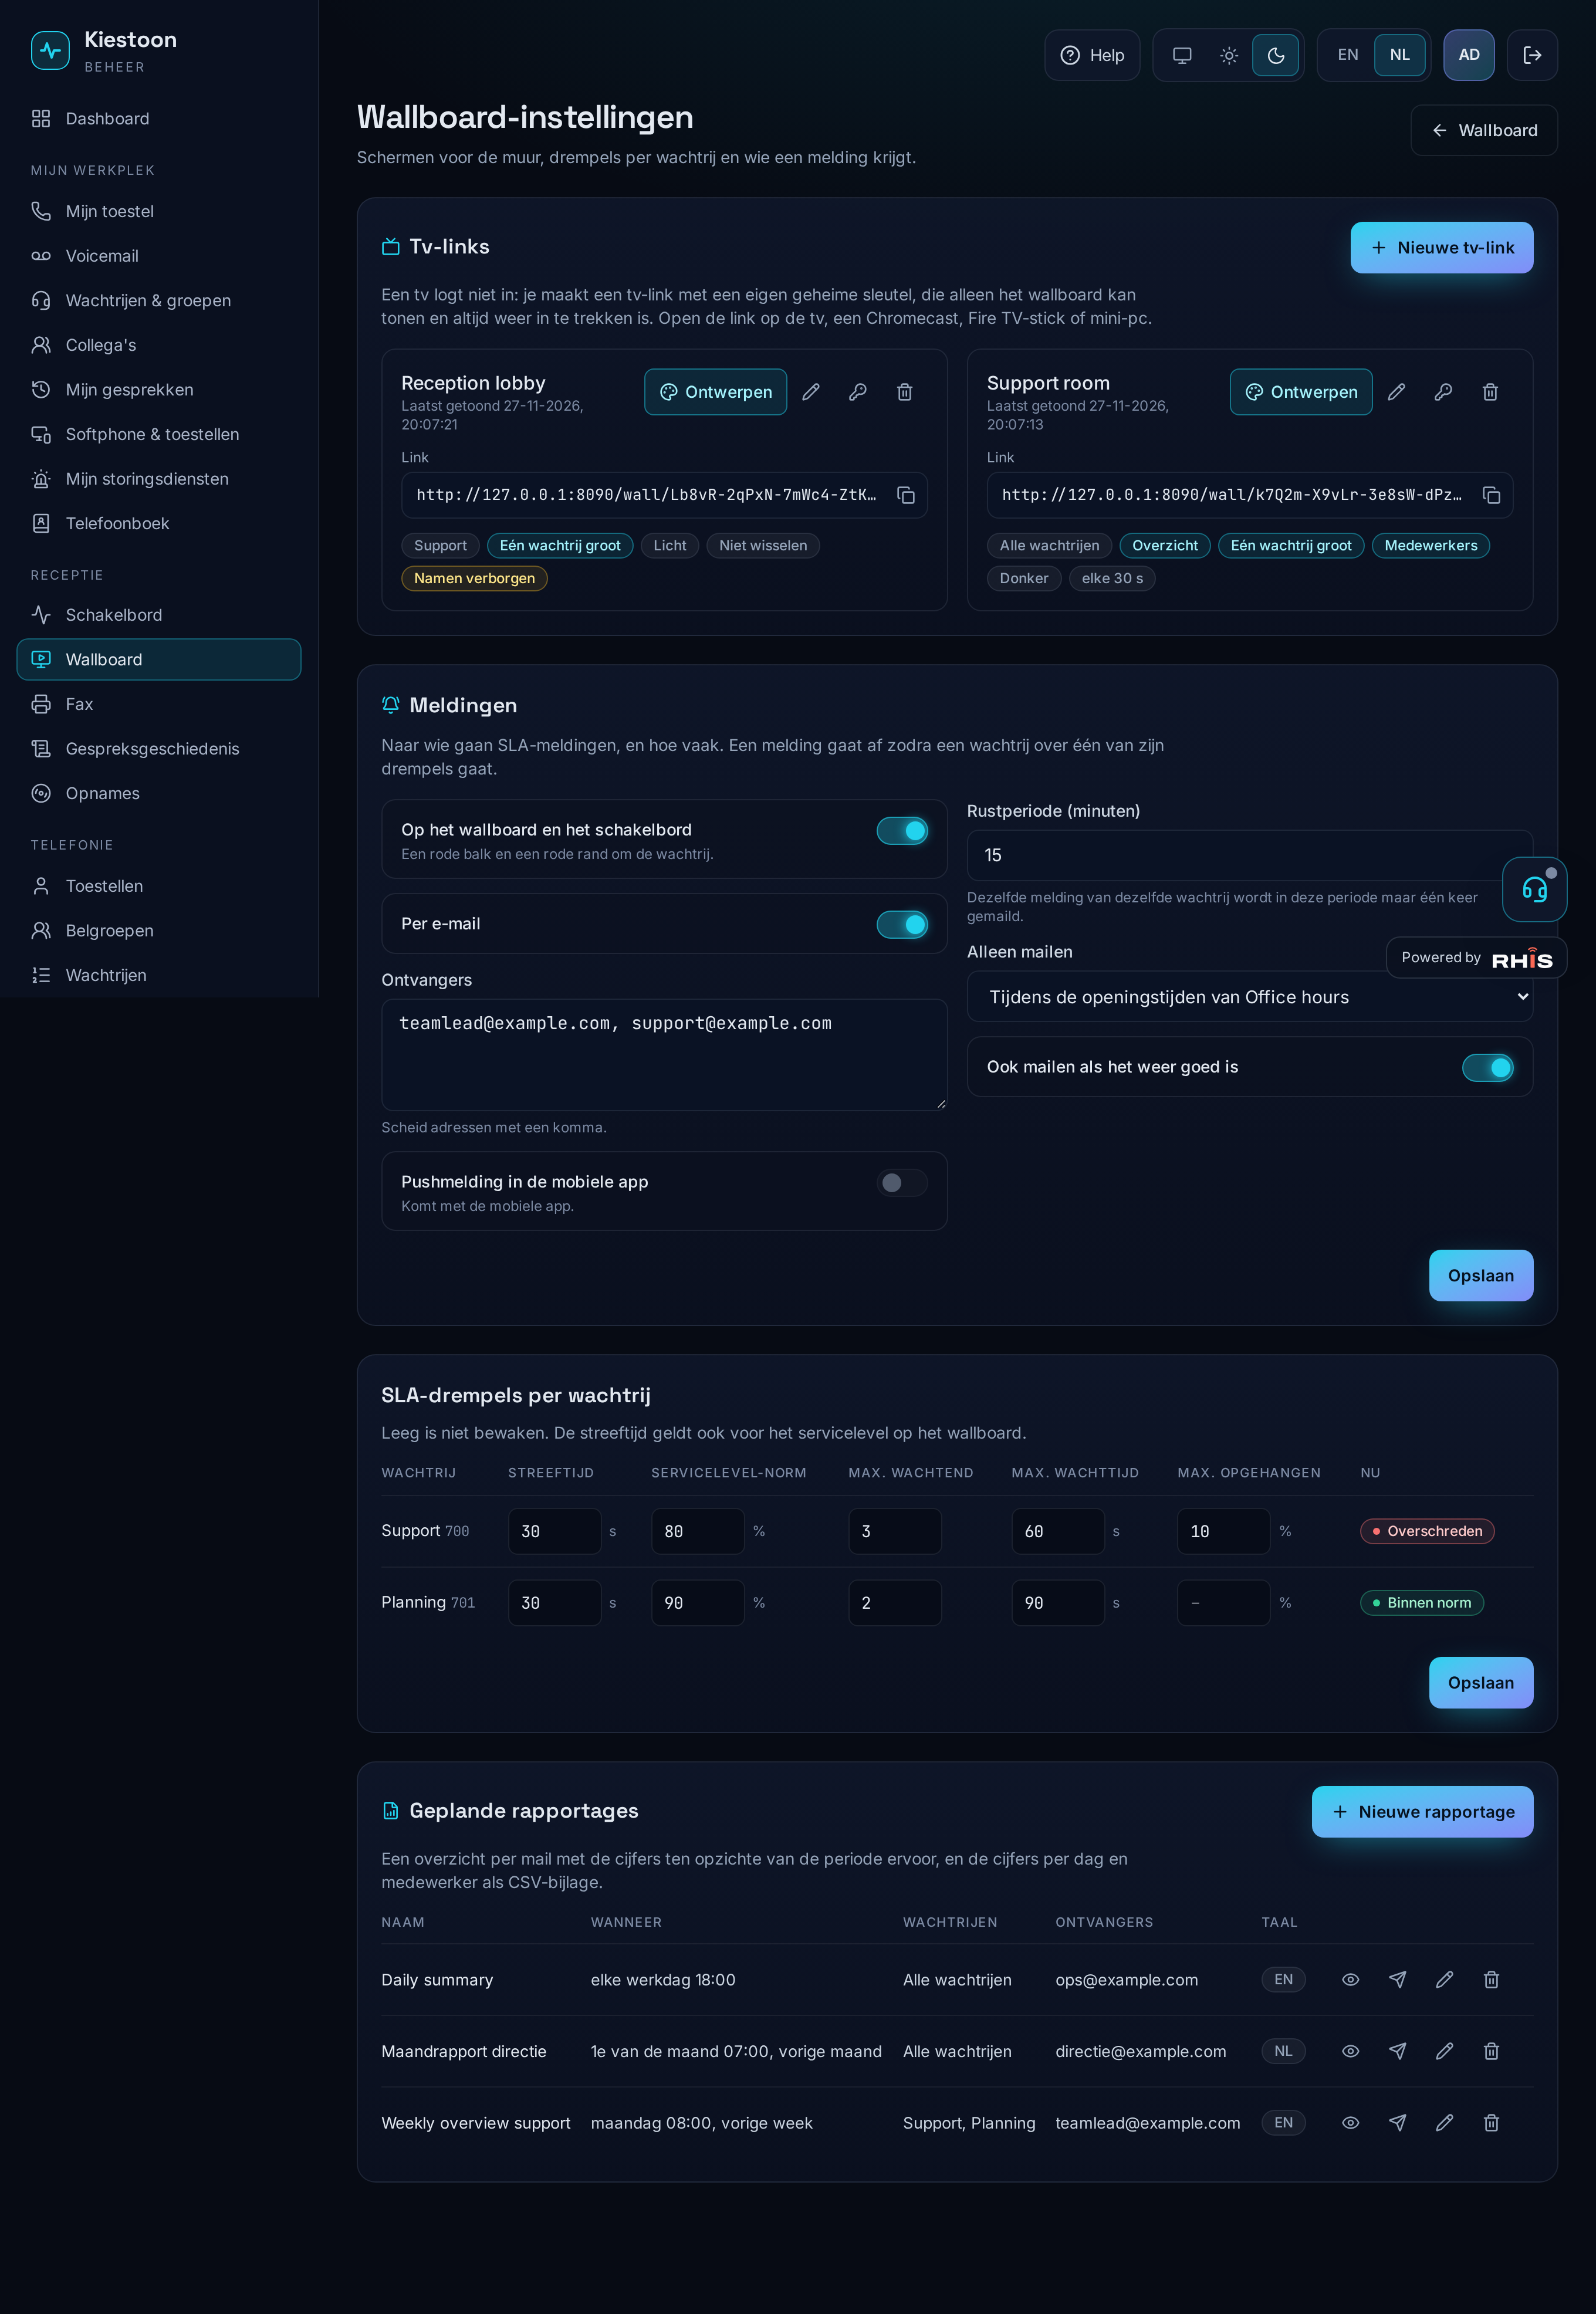 Kiestoon
BEHEER
Dashboard
MIJN WERKPLEK
Mijn toestel
Voicemail
Wachtrijen & groepen
Collega's
Mijn gesprekken
Softphone & toestellen
Mijn storingsdiensten
Telefoonboek
RECEPTIE
Schakelbord
Wallboard
Fax
Gespreksgeschiedenis
Opnames
TELEFONIE
Toestellen
Belgroepen
Wachtrijen
Help
EN NL
AD
Wallboard-instellingen
Wallboard
Schermen voor de muur, drempels per wachtrij en wie een melding krijgt.
Tv-links
Nieuwe tv-link
Een tv logt niet in: je maakt een tv-link met een eigen geheime sleutel, die alleen het wallboard kan
tonen en altijd weer in te trekken is. Open de link op de tv, een Chromecast, Fire TV-stick of mini-pc.
Reception lobby
Ontwerpen
Laatst getoond 27-11-2026,
20:07:21
Link
http://127.0.0.1:8090/wall/Lb8vR-2qPxN-7mWc4-ZtK…
Support Eén wachtrij groot Licht Niet wisselen
Namen verborgen
Support room
Ontwerpen
Laatst getoond 27-11-2026,
20:07:13
Link
http://127.0.0.1:8090/wall/k7Q2m-X9vLr-3e8sW-dPz…
Alle wachtrijen Overzicht Eén wachtrij groot Medewerkers
Donker elke 30 s
Meldingen
Naar wie gaan SLA-meldingen, en hoe vaak. Een melding gaat af zodra een wachtrij over één van zijn
drempels gaat.
Op het wallboard en het schakelbord
Een rode balk en een rode rand om de wachtrij.
Per e-mail
Ontvangers
teamlead@example.com, support@example.com
Scheid adressen met een komma.
Pushmelding in de mobiele app
Komt met de mobiele app.
Rustperiode (minuten)
15
Dezelfde melding van dezelfde wachtrij wordt in deze periode maar één keer
gemaild.
Alleen mailen
Powered by RHIS
Tijdens de openingstijden van Office hours
Ook mailen als het weer goed is
Opslaan
SLA-drempels per wachtrij
Leeg is niet bewaken. De streeftijd geldt ook voor het servicelevel op het wallboard.
WACHTRIJ STREEFTIJD SERVICELEVEL-NORM MAX. WACHTEND MAX. WACHTTIJD MAX. OPGEHANGEN NU
Support 700 30 s 80 % 3 60 s 10 % Overschreden
Planning 701 30 s 90 % 2 90 s – % Binnen norm
Opslaan
Geplande rapportages
Nieuwe rapportage
Een overzicht per mail met de cijfers ten opzichte van de periode ervoor, en de cijfers per dag en
medewerker als CSV-bijlage.
NAAM WANNEER WACHTRIJEN ONTVANGERS TAAL
Daily summary elke werkdag 18:00 Alle wachtrijen ops@example.com EN
Maandrapport directie 1e van de maand 07:00, vorige maand Alle wachtrijen directie@example.com NL
Weekly overview support maandag 08:00, vorige week Support, Planning teamlead@example.com EN